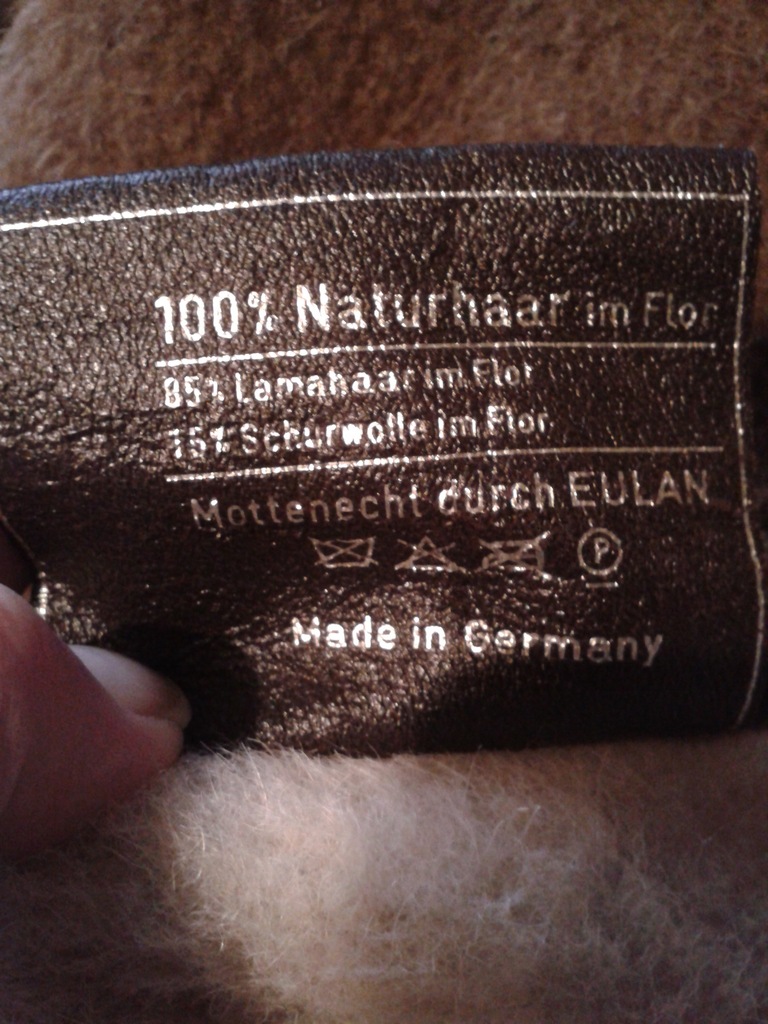 100% Naturhaar im Flor
85% Lamahaar im Flor
15% Schurwolle im Flor
Mottenecht durch EULAN
P
Made in Germany